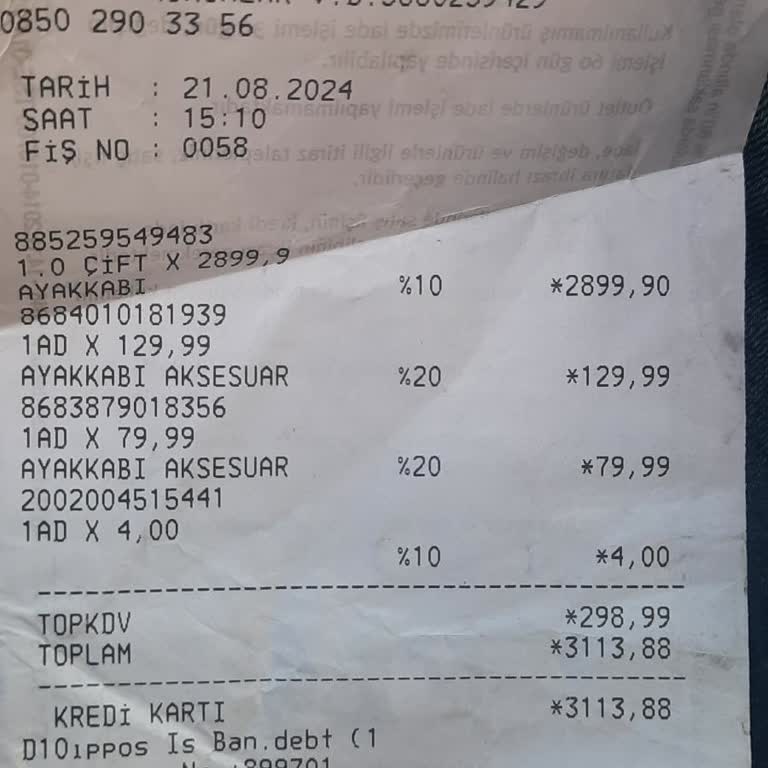 0850 290 33 56
TARİH : 21.08.2024
SAAT : 15:10
FİŞ NO : 0058
885259549483
1.0 ÇİFT X 2899,9
AYAKKABI %10 *2899,90
8684010181939
1AD X 129,99
AYAKKABI AKSESUAR %20 *129,99
8683879018356
1AD X 79,99
AYAKKABI AKSESUAR %20 *79,99
2002004515441
1AD X 4,00
%10 *4,00
TOPKDV *298,99
TOPLAM *3113,88
KREDİ KARTI *3113,88
D10ıPPOS Is Ban.debt (1